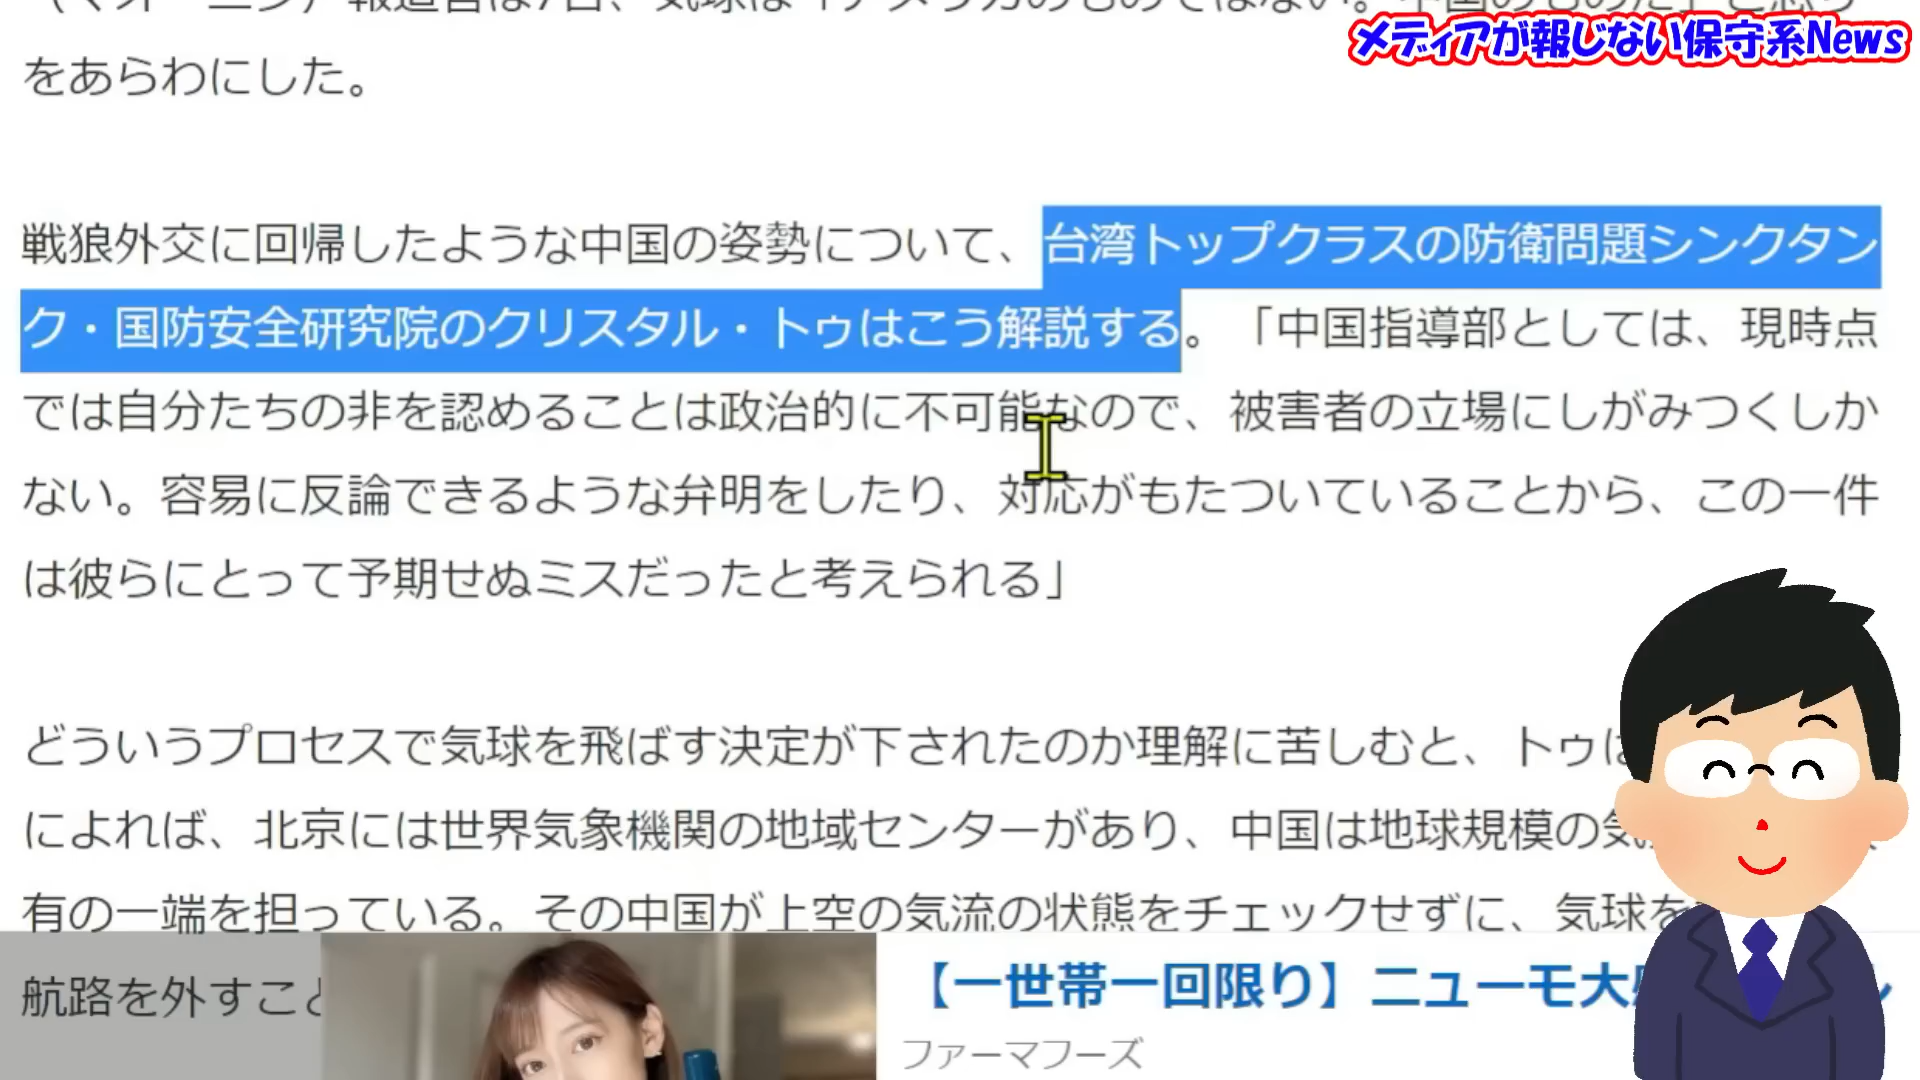 メディアが報じない保守系News
をあらわにした。
戦狼外交に回帰したような中国の姿勢について、台湾トップクラスの防衛問題シンクタン
ク・国防安全研究院のクリスタル・トゥはこう解説する。「中国指導部としては、現時点
では自分たちの非を認めることは政治的に不可能なので、被害者の立場にしがみつくしか
ない。容易に反論できるような弁明をしたり、対応がもたついていることから、この一件
は彼らにとって予期せぬミスだったと考えられる」
どういうプロセスで気球を飛ばす決定が下されたのか理解に苦しむと、トゥは
によれば、北京には世界気象機関の地域センターがあり、中国は地球規模の気
有の一端を担っている。その中国が上空の気流の状態をチェックせずに、気球を
航路を外すこと
【一世帯一回限り】ニューモ大
ファーマフーズ